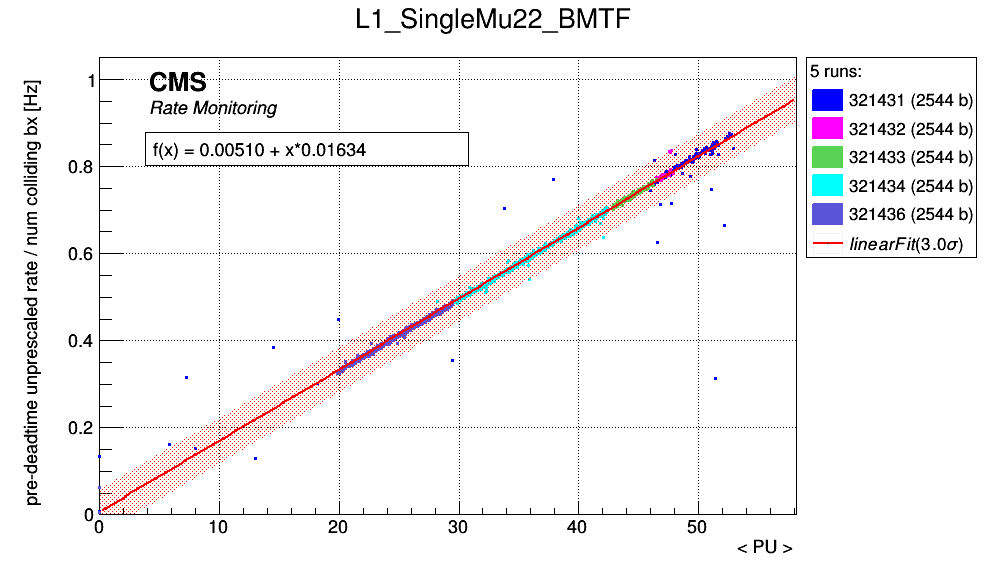 L1_SingleMu22_BMTF
pre-deadtime unprescaled rate / num colliding bx [Hz]
CMS
Rate Monitoring
f(x) = 0.00510 + x*0.01634
1
0.8
0.6
0.4
0.2
0
0 10 20 30 40 50
< PU >
5 runs:
321431 (2544 b)
321432 (2544 b)
321433 (2544 b)
321434 (2544 b)
321436 (2544 b)
linearFit(3.0σ)